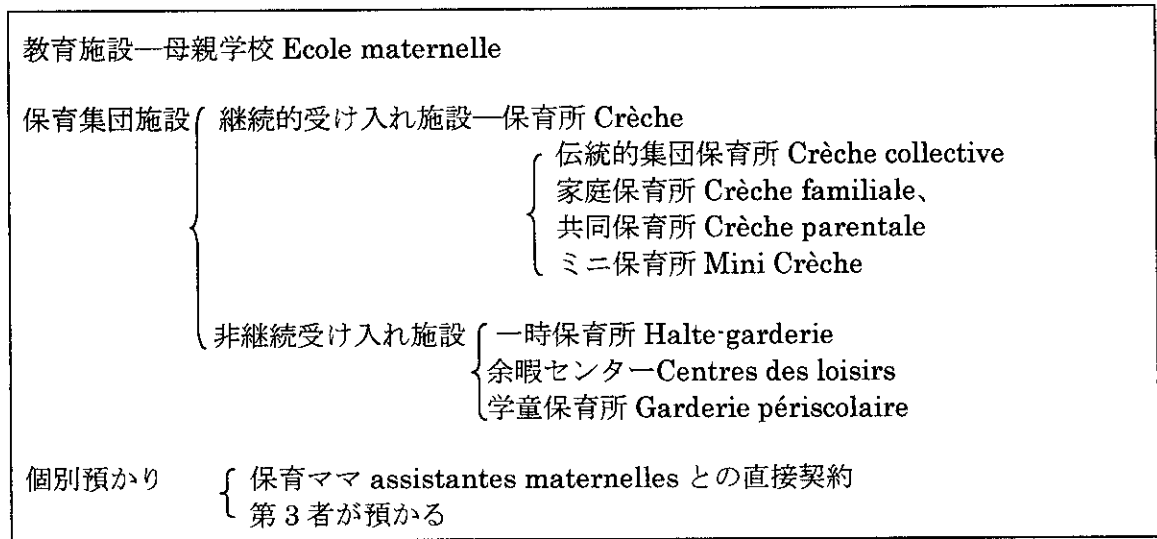 教育施設―母親学校 Ecole maternelle
保育集団施設 継続的受け入れ施設―保育所 Crèche
伝統的集団保育所 Crèche collective
家庭保育所 Crèche familiale、
共同保育所 Crèche parentale
ミニ保育所 Mini Crèche
非継続受け入れ施設 一時保育所 Halte-garderie
余暇センターCentres des loisirs
学童保育所 Garderie périscolaire
個別預かり 保育ママ assistantes maternelles との直接契約
第３者が預かる